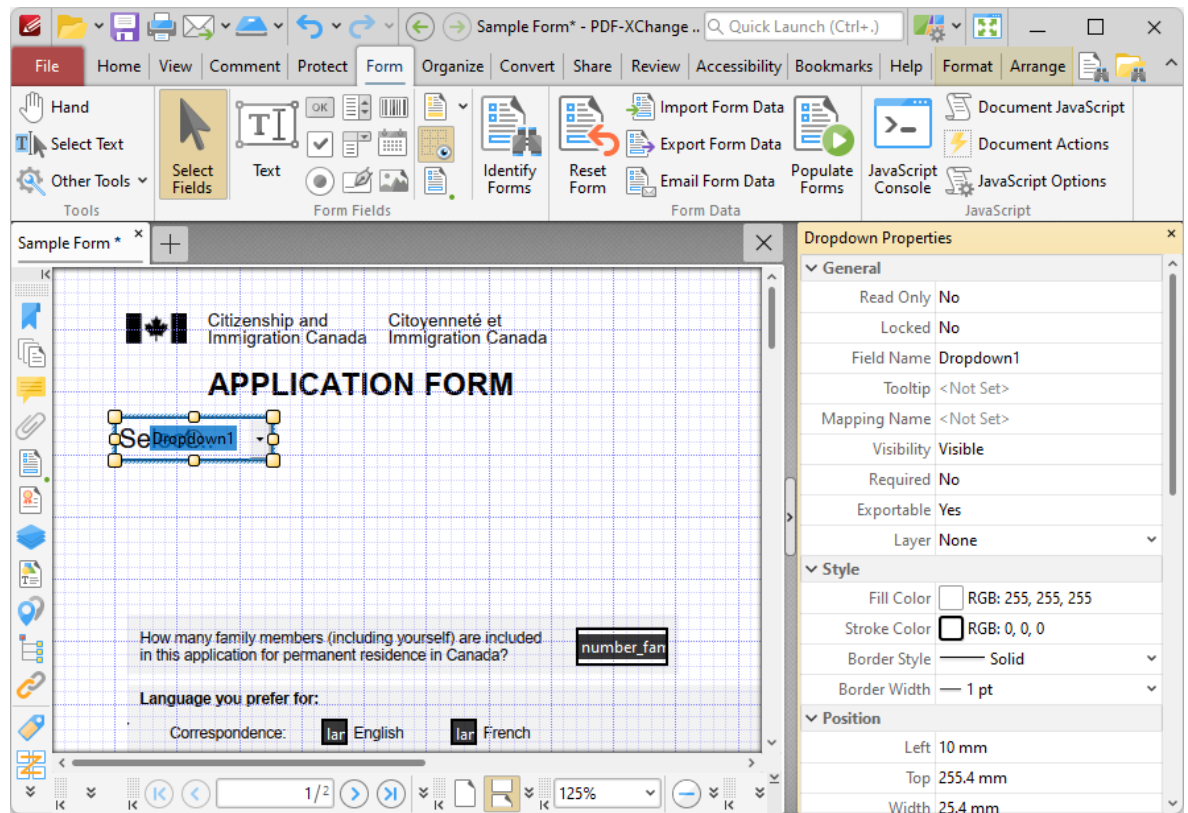 Sample Form* - PDF-XChange ..
Quick Launch (Ctrl+.)
File Home View Comment Protect Form Organize Convert Share Review Accessibility Bookmarks Help Format Arrange
Hand
Select Text
Other Tools
Tools
Select Fields
Text
OK
Form Fields
Identify Forms
Reset Form
Import Form Data
Export Form Data
Email Form Data
Populate Forms
Form Data
JavaScript Console
Document JavaScript
Document Actions
JavaScript Options
JavaScript
Sample Form *
Citizenship and
Immigration Canada
Citoyenneté et
Immigration Canada
APPLICATION FORM
Dropdown1
How many family members (including yourself) are included
in this application for permanent residence in Canada?
number_fan
Language you prefer for:
Correspondence: lar English lar French
1/2
125%
Dropdown Properties
General
Read Only No
Locked No
Field Name Dropdown1
Tooltip <Not Set>
Mapping Name <Not Set>
Visibility Visible
Required No
Exportable Yes
Layer None
Style
Fill Color RGB: 255, 255, 255
Stroke Color RGB: 0, 0, 0
Border Style Solid
Border Width 1 pt
Position
Left 10 mm
Top 255.4 mm
Width 25.4 mm